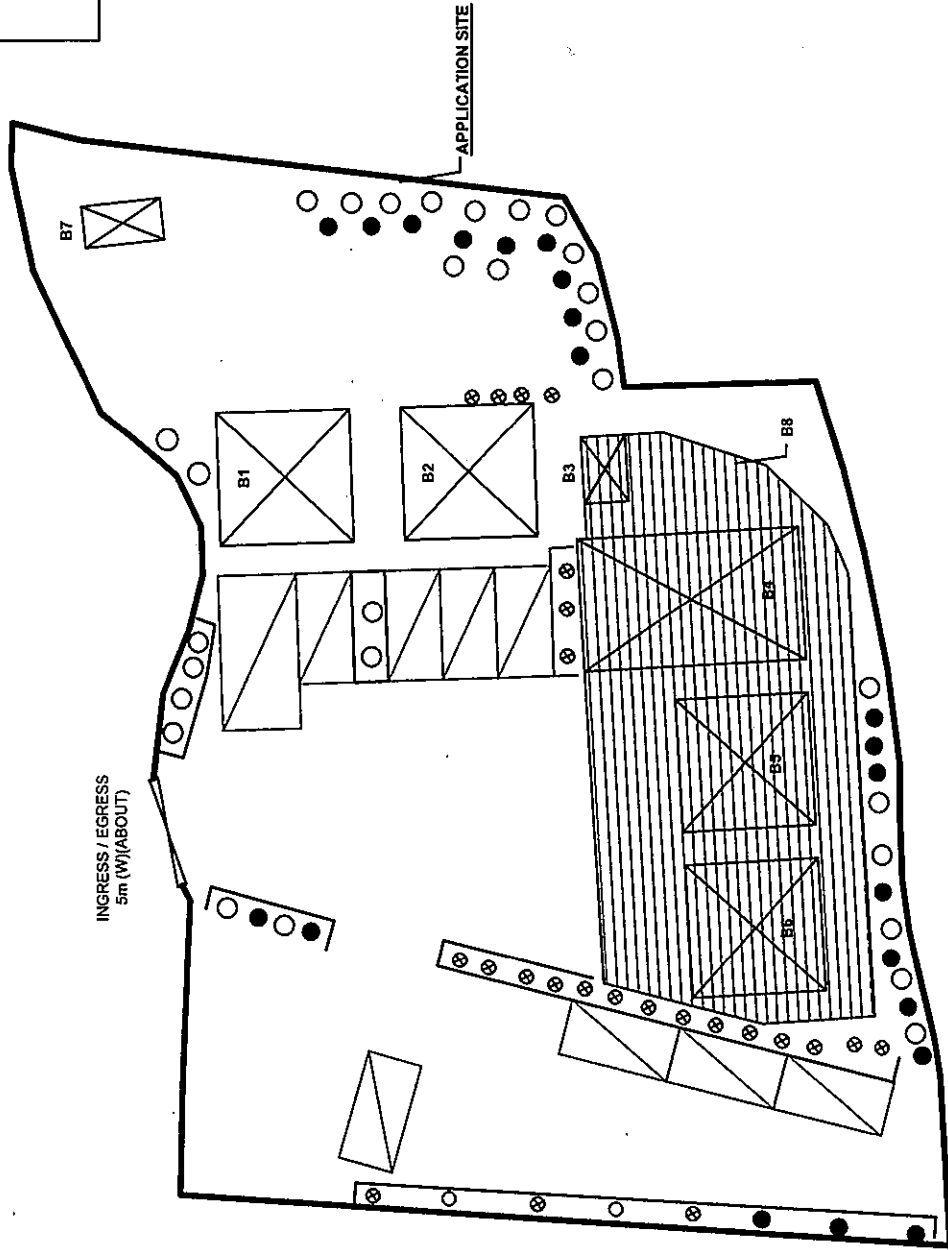 APPLICATION SITE
B7
B1
B2
B3
B8
B4
B5
B6
INGRESS / EGRESS
5m (W)(ABOUT)